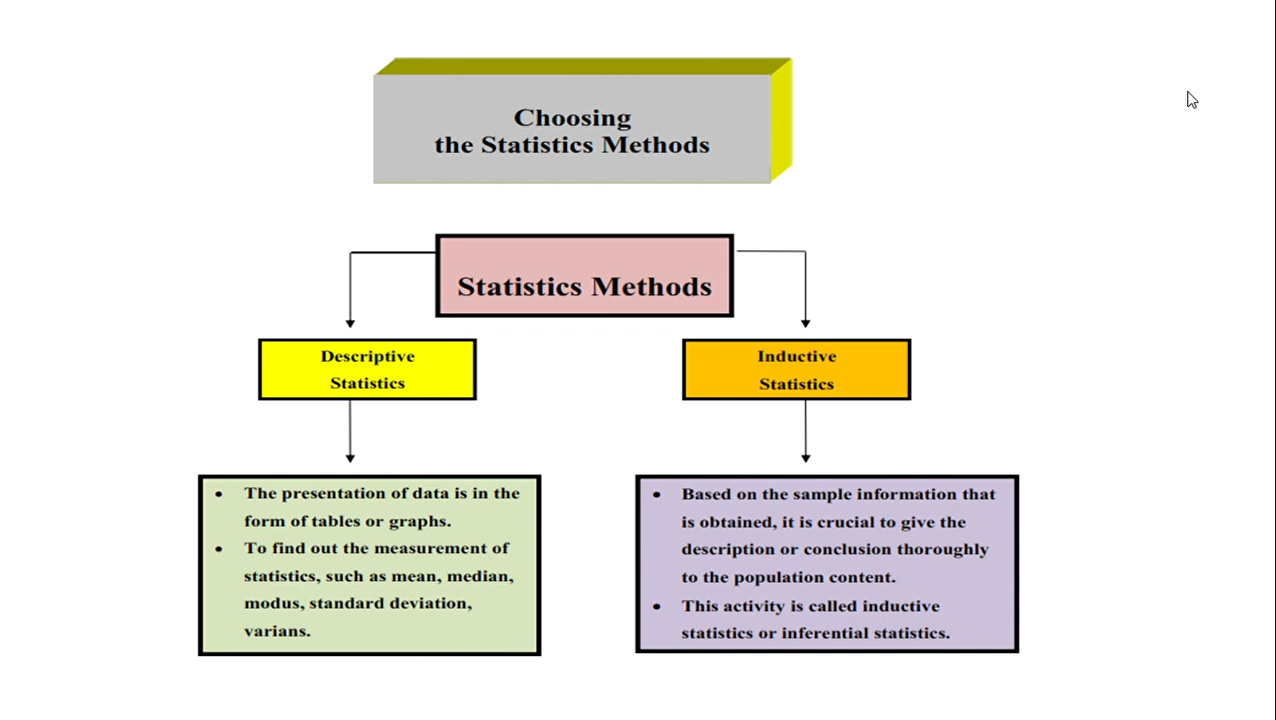 Choosing
the Statistics Methods
Statistics Methods
Descriptive
Statistics
Inductive
Statistics
• The presentation of data is in the
form of tables or graphs.
• To find out the measurement of
statistics, such as mean, median,
modus, standard deviation,
varians.
• Based on the sample information that
is obtained, it is crucial to give the
description or conclusion thoroughly
to the population content.
• This activity is called inductive
statistics or inferential statistics.